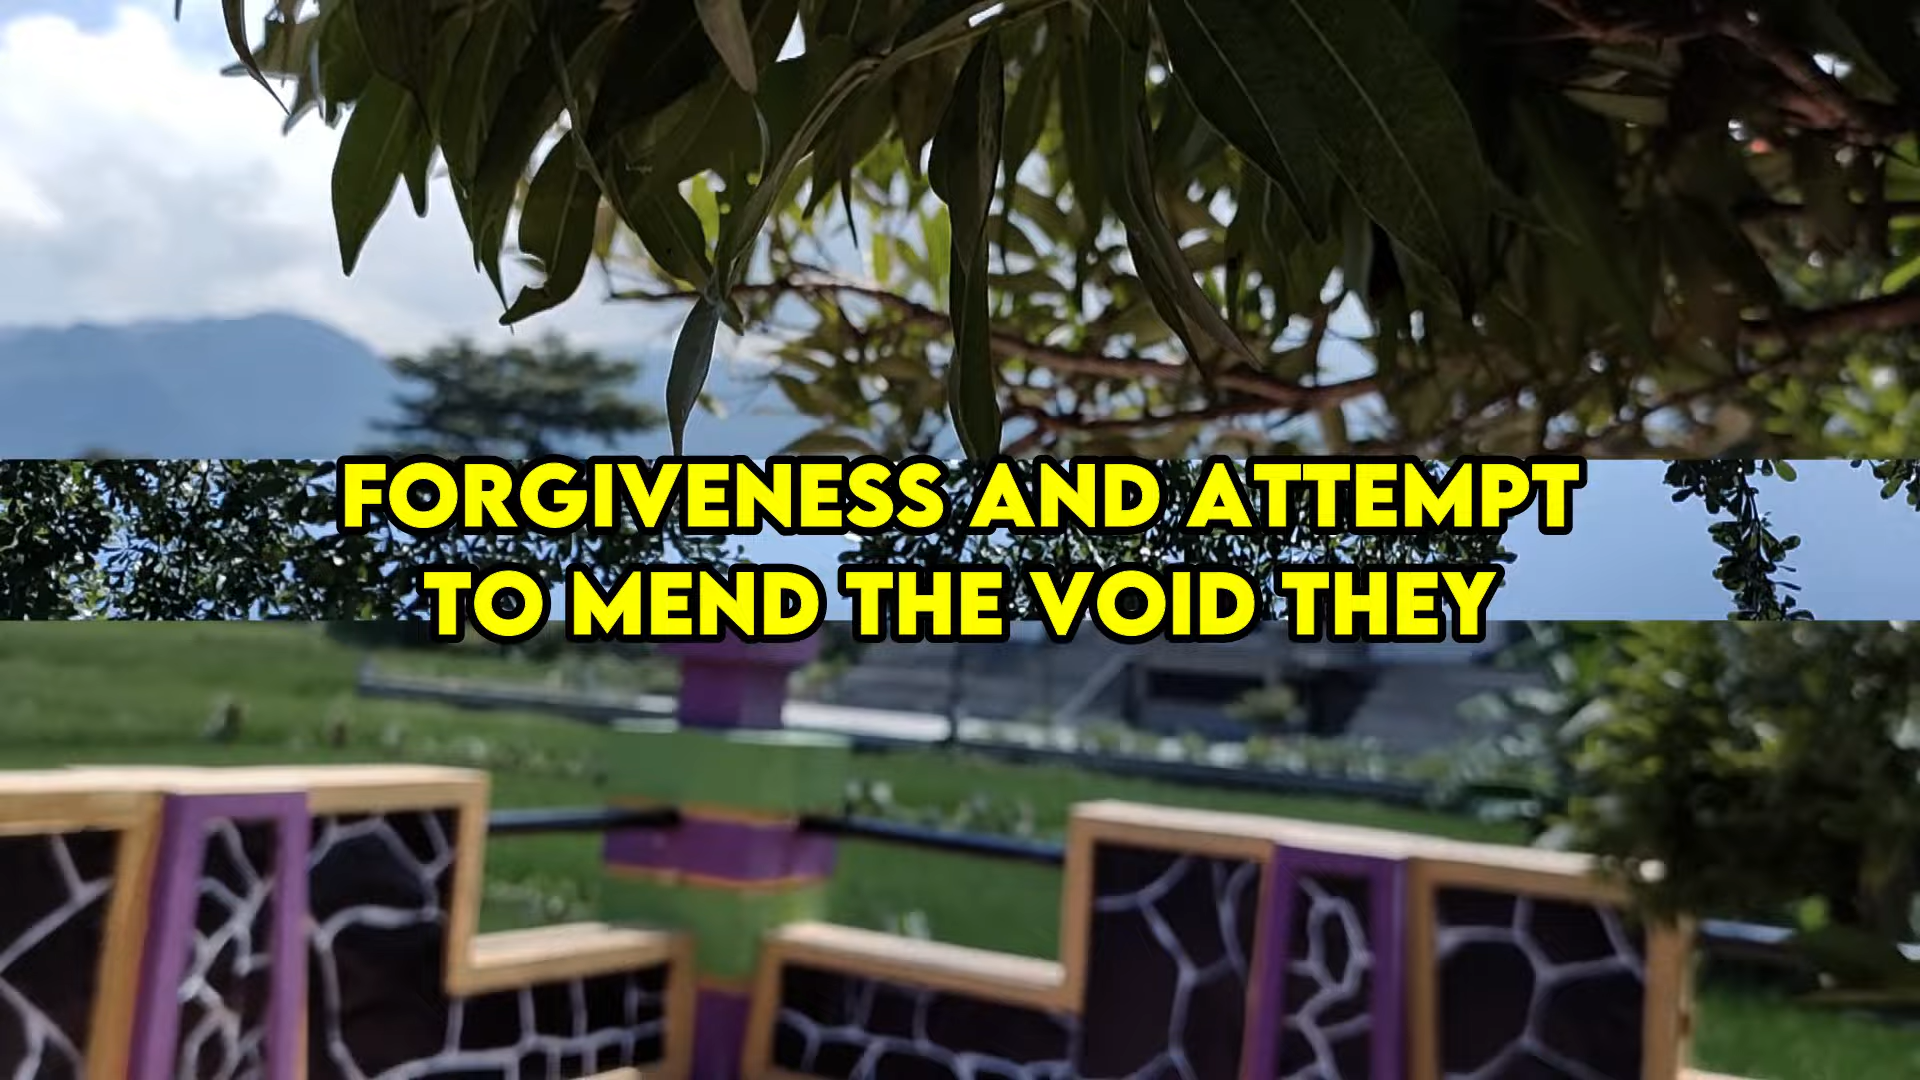 FORGIVENESS AND ATTEMPT
TO MEND THE VOID THEY